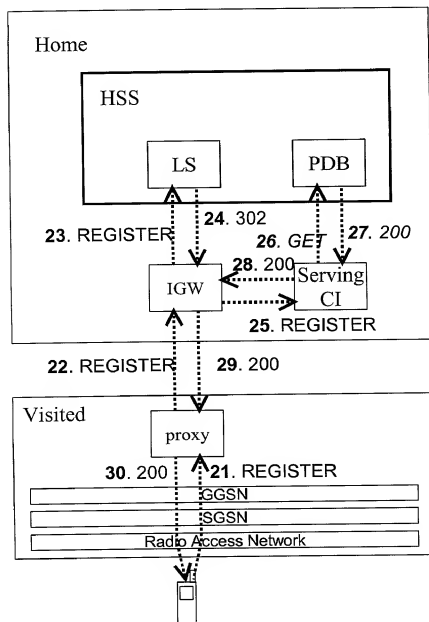 Home
HSS
LS
PDB
24. 302
23. REGISTER
26. GET
27. 200
28. 200
IGW
Serving
CI
25. REGISTER
22. REGISTER
29. 200
Visited
proxy
30. 200
21. REGISTER
GGSN
SGSN
Radio Access Network